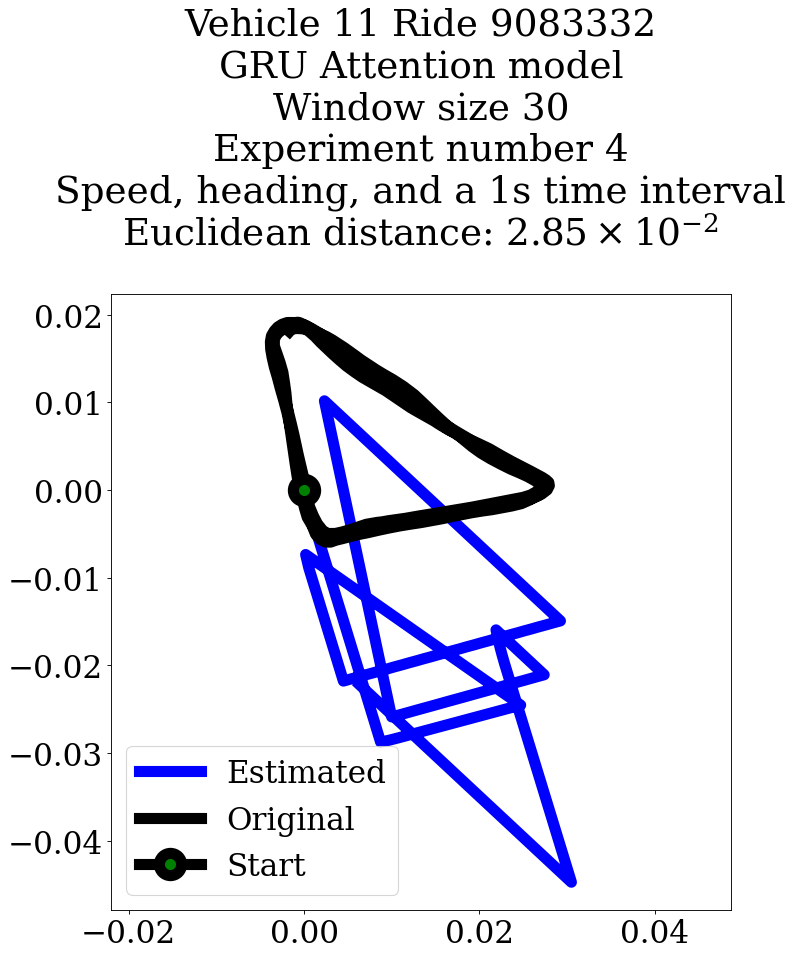 Vehicle 11 Ride 9083332
GRU Attention model
Window size 30
Experiment number 4
Speed, heading, and a 1s time interval
Euclidean distance: 2.85 × 10⁻²
0.02
0.01
0.00
−0.01
−0.02
−0.03
−0.04
Estimated
Original
Start
−0.02 0.00 0.02 0.04